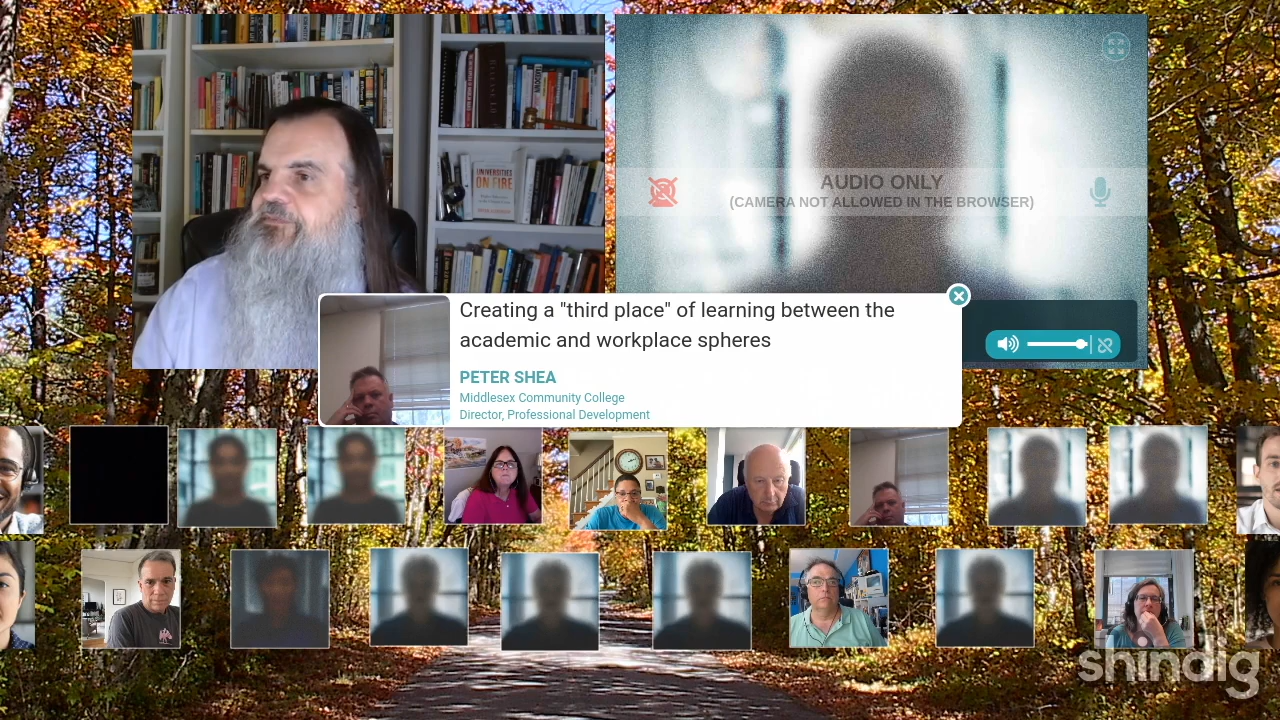 UNIVERSITIES
ON FIRE
AUDIO ONLY
(CAMERA NOT ALLOWED IN THE BROWSER)
Creating a "third place" of learning between the
academic and workplace spheres
PETER SHEA
Middlesex Community College
Director, Professional Development
shindig